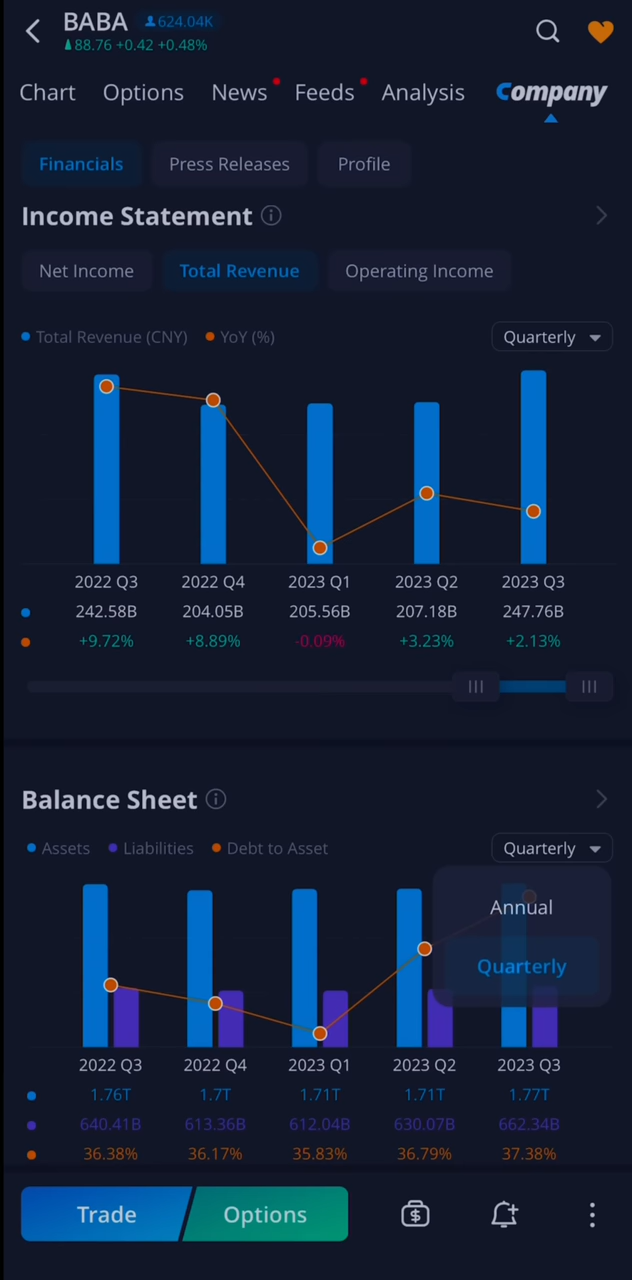 BABA 624.04K
88.76 +0.42 +0.48%
Chart Options News Feeds Analysis Company
Financials Press Releases Profile
Income Statement
Net Income Total Revenue Operating Income
Total Revenue (CNY) YoY (%) Quarterly
2022 Q3 2022 Q4 2023 Q1 2023 Q2 2023 Q3
242.58B 204.05B 205.56B 207.18B 247.76B
+9.72% +8.89% -0.09% +3.23% +2.13%
Balance Sheet
Assets Liabilities Debt to Asset Quarterly
Annual
Quarterly
2022 Q3 2022 Q4 2023 Q1 2023 Q2 2023 Q3
1.76T 1.7T 1.71T 1.71T 1.77T
640.41B 613.36B 612.04B 630.07B 662.34B
36.38% 36.17% 35.83% 36.79% 37.38%
Trade Options